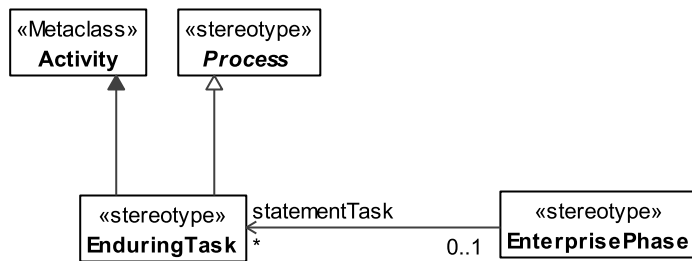 «Metaclass»
Activity
«stereotype»
Process
«stereotype»
EnduringTask
statementTask
*
0..1
«stereotype»
EnterprisePhase